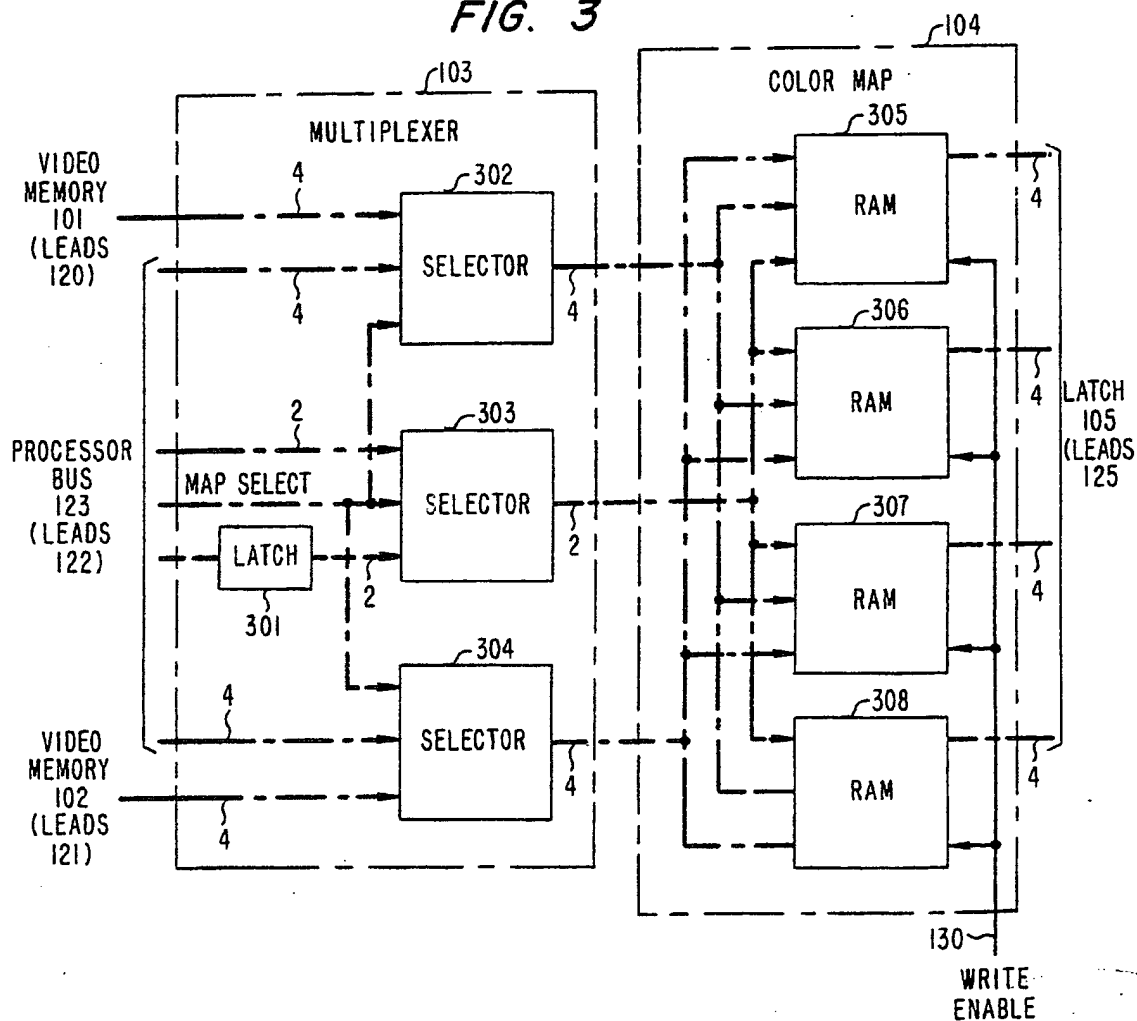 FIG. 3
104
103
COLOR MAP
305
MULTIPLEXER
VIDEO
MEMORY
101
(LEADS
120)
4
302
4
RAM
SELECTOR
4
4
306
4
RAM
LATCH
105
(LEADS
125
PROCESSOR
BUS
123
(LEADS
122)
2
303
MAP SELECT
SELECTOR
2
LATCH
2
301
307
4
RAM
304
308
VIDEO
MEMORY
102
(LEADS
121)
4
SELECTOR
4
4
RAM
4
130
WRITE
ENABLE